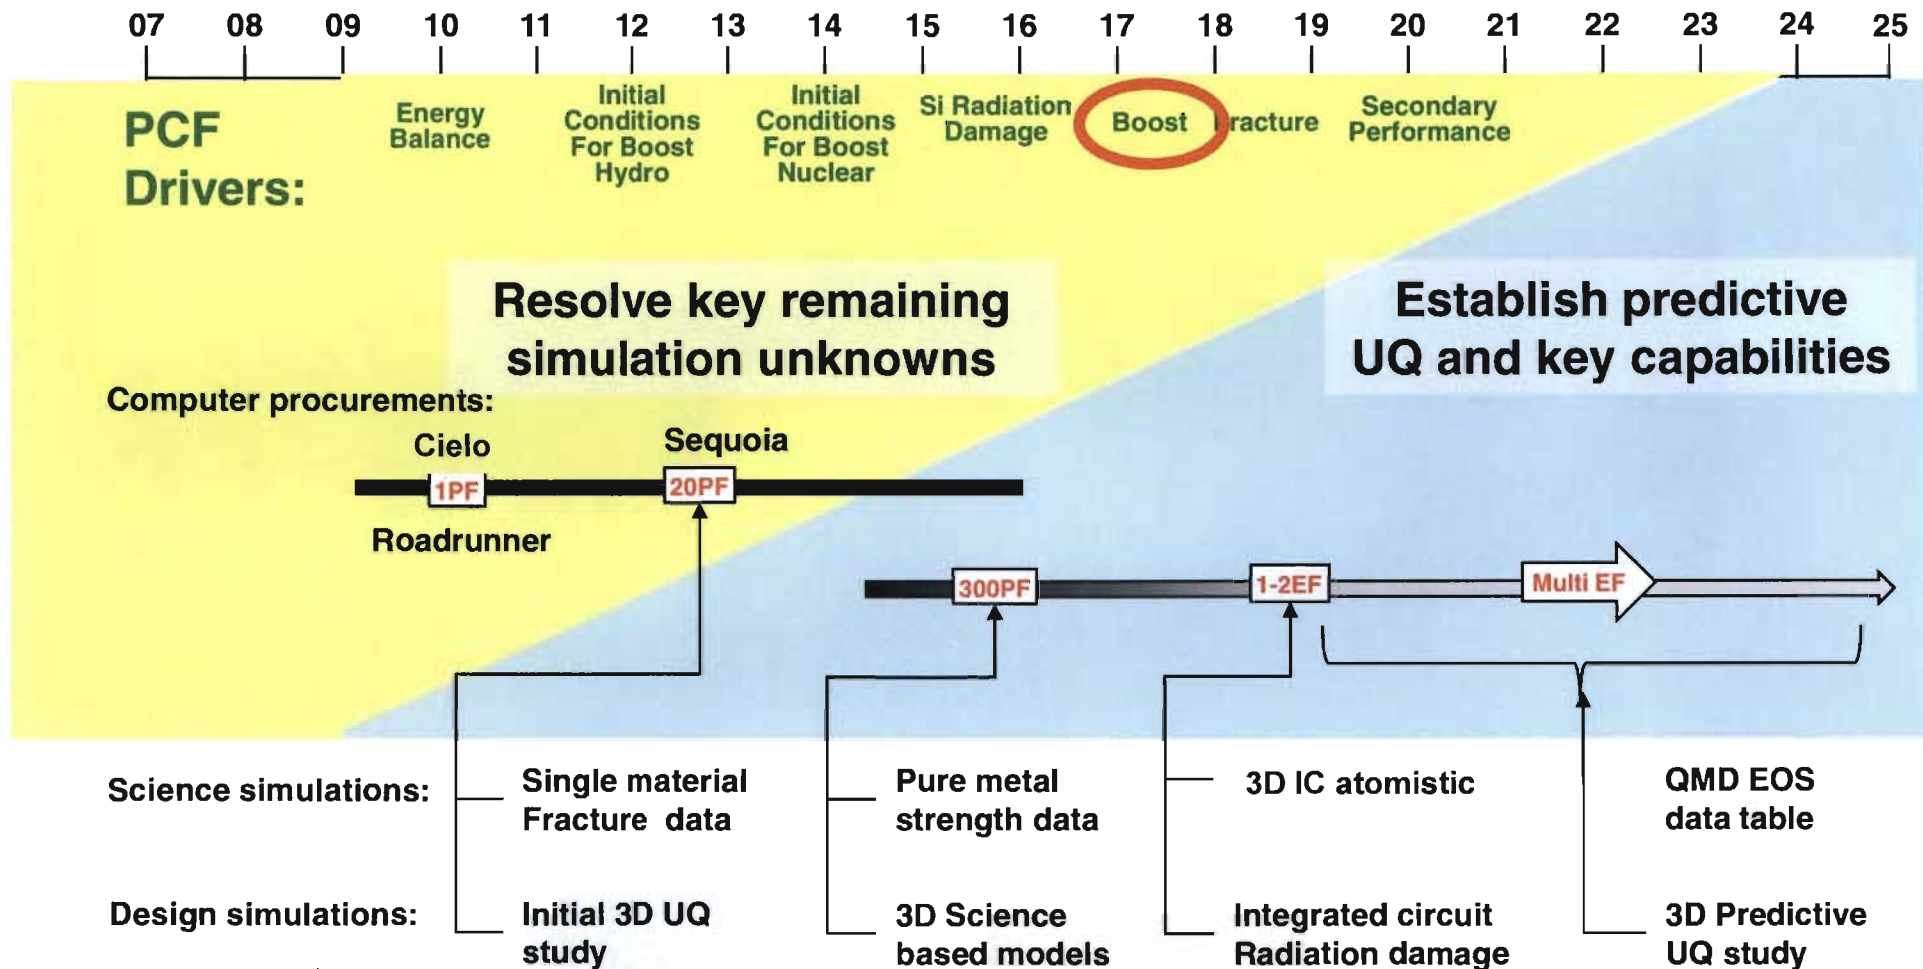 07 08 09 10 11 12 13 14 15 16 17 18 19 20 21 22 23 24 25
PCF
Drivers:
Energy
Balance
Initial
Conditions
For Boost
Hydro
Initial
Conditions
For Boost
Nuclear
Si Radiation
Damage
Boost
racture
Secondary
Performance
Resolve key remaining
simulation unknowns
Establish predictive
UQ and key capabilities
Computer procurements:
Cielo
Sequoia
1PF
20PF
Roadrunner
300PF
1-2EF
Multi EF
Science simulations:
Single material
Fracture data
Pure metal
strength data
3D IC atomistic
QMD EOS
data table
Design simulations:
Initial 3D UQ
study
3D Science
based models
Integrated circuit
Radiation damage
3D Predictive
UQ study